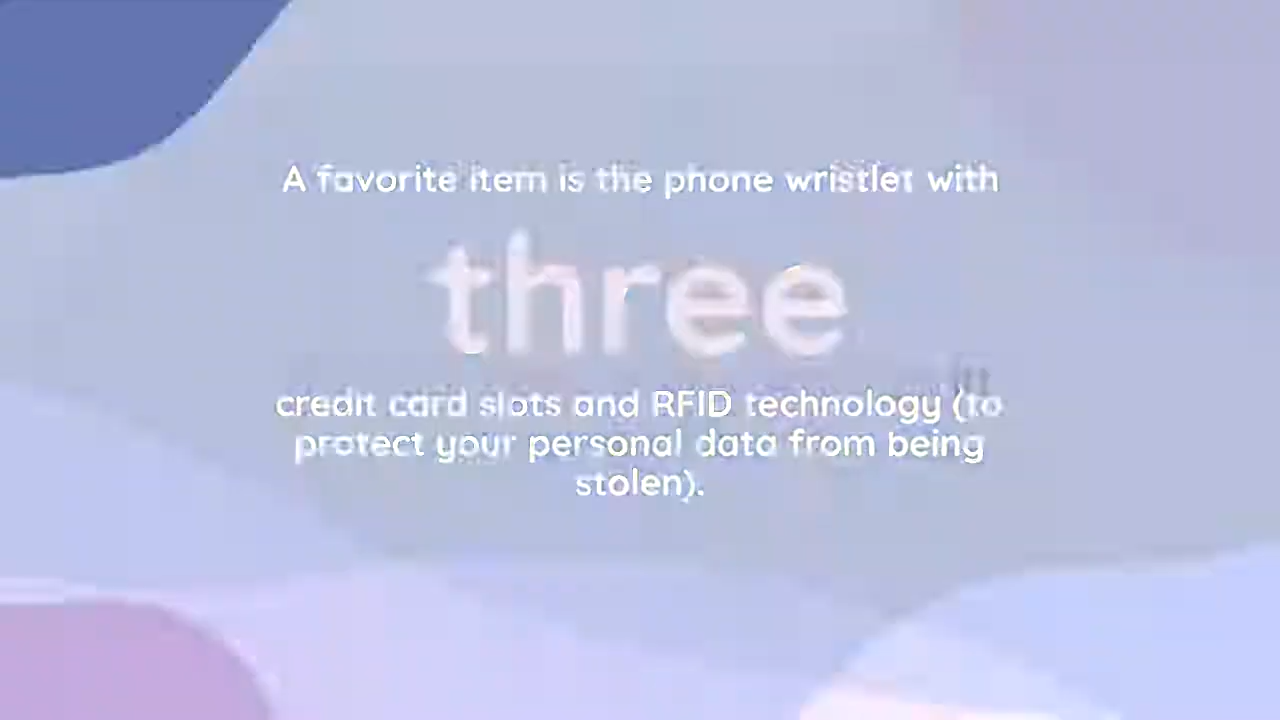 A favorite item is the phone wristlet with
three
credit card slots and RFID technology (to
protect your personal data from being
stolen).